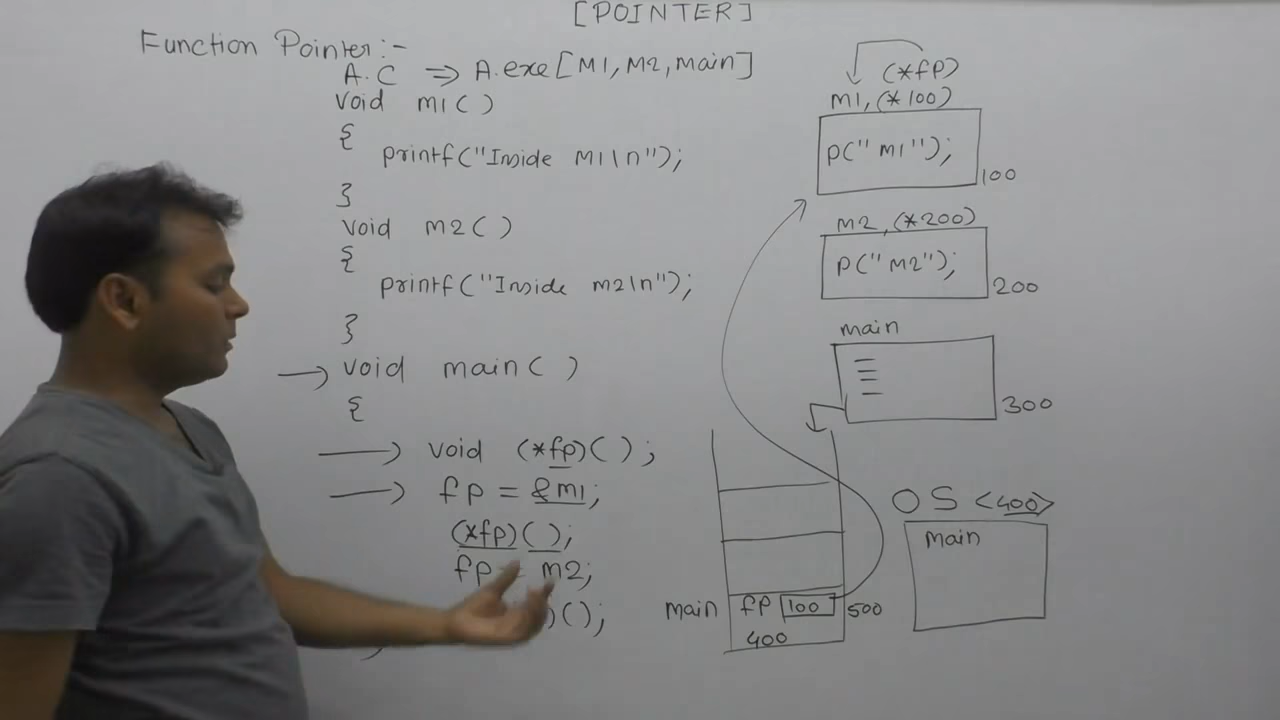 [POINTER]
Function Pointer:-
A.C => A.exe[M1, M2, main]
void m1( )
{
printf("Inside M1\n");
}
void m2( )
{
printf("Inside m2\n");
}
void main( )
{
void (*fp)( );
fp = &m1;
(*fp)( );
fp = m2;
)( );
(*fp)
m1, (*100)
p("m1");
100
m2, (*200)
p("m2");
200
main
300
main fp 100 500
400
OS <400>
main